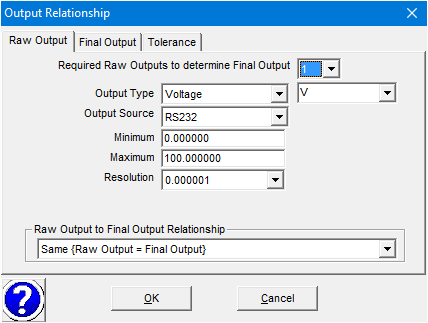 Output Relationship
Raw Output Final Output Tolerance
Required Raw Outputs to determine Final Output 1
Output Type Voltage V
Output Source RS232
Minimum 0.000000
Maximum 100.000000
Resolution 0.000001
Raw Output to Final Output Relationship
Same {Raw Output = Final Output}
? OK Cancel